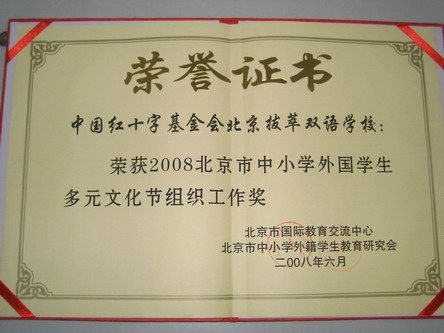 荣誉证书
中国红十字基金会北京拔萃双语学校：
荣获2008北京市中小学外国学生
多元文化节组织工作奖
北京市国际教育交流中心
北京市中小学外籍学生教育研究会
二〇〇八年六月